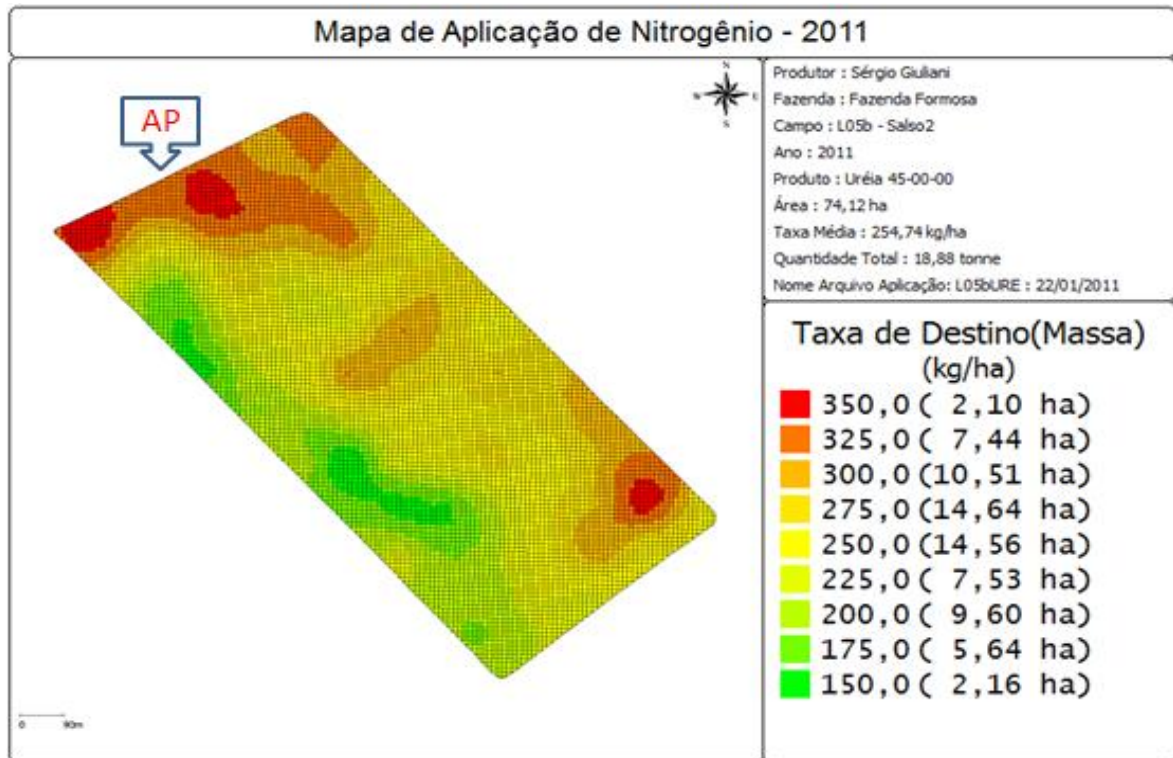 Mapa de Aplicação de Nitrogênio - 2011
AP
N
E
S
Produtor : Sérgio Giuliani
Fazenda : Fazenda Formosa
Campo : L05b - Salso2
Ano : 2011
Produto : Uréia 45-00-00
Área : 74,12 ha
Taxa Média : 254,74 kg/ha
Quantidade Total : 18,88 tonne
Nome Arquivo Aplicação: L05bURE : 22/01/2011
Taxa de Destino(Massa)
(kg/ha)
350,0 ( 2,10 ha)
325,0 ( 7,44 ha)
300,0 (10,51 ha)
275,0 (14,64 ha)
250,0 (14,56 ha)
225,0 ( 7,53 ha)
200,0 ( 9,60 ha)
175,0 ( 5,64 ha)
150,0 ( 2,16 ha)
0 90m